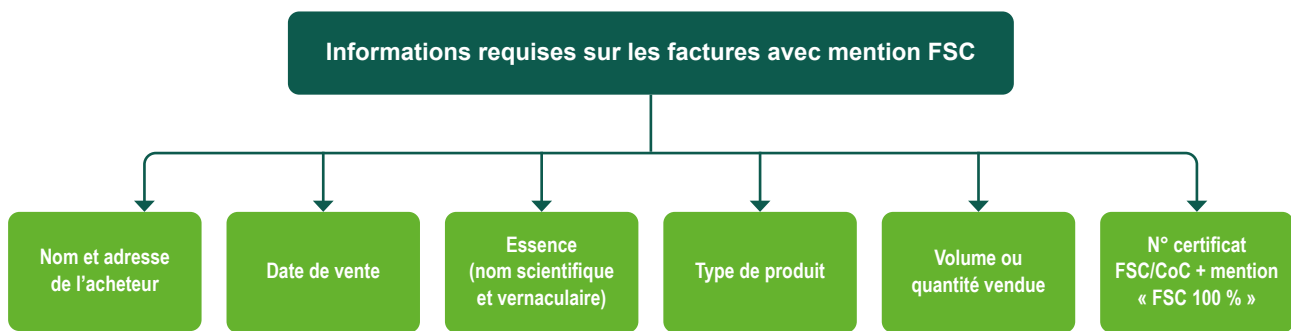 Informations requises sur les factures avec mention FSC
Nom et adresse
de l’acheteur
Date de vente
Essence
(nom scientifique
et vernaculaire)
Type de produit
Volume ou
quantité vendue
N° certificat
FSC/CoC + mention
« FSC 100 % »